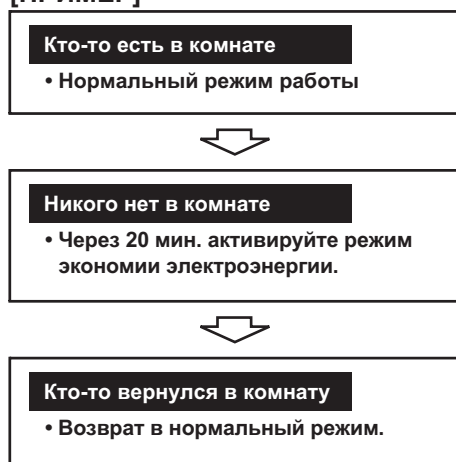 [ПРИМЕР]
Кто-то есть в комнате
• Нормальный режим работы
Никого нет в комнате
• Через 20 мин. активируйте режим
экономии электроэнергии.
Кто-то вернулся в комнату
• Возврат в нормальный режим.